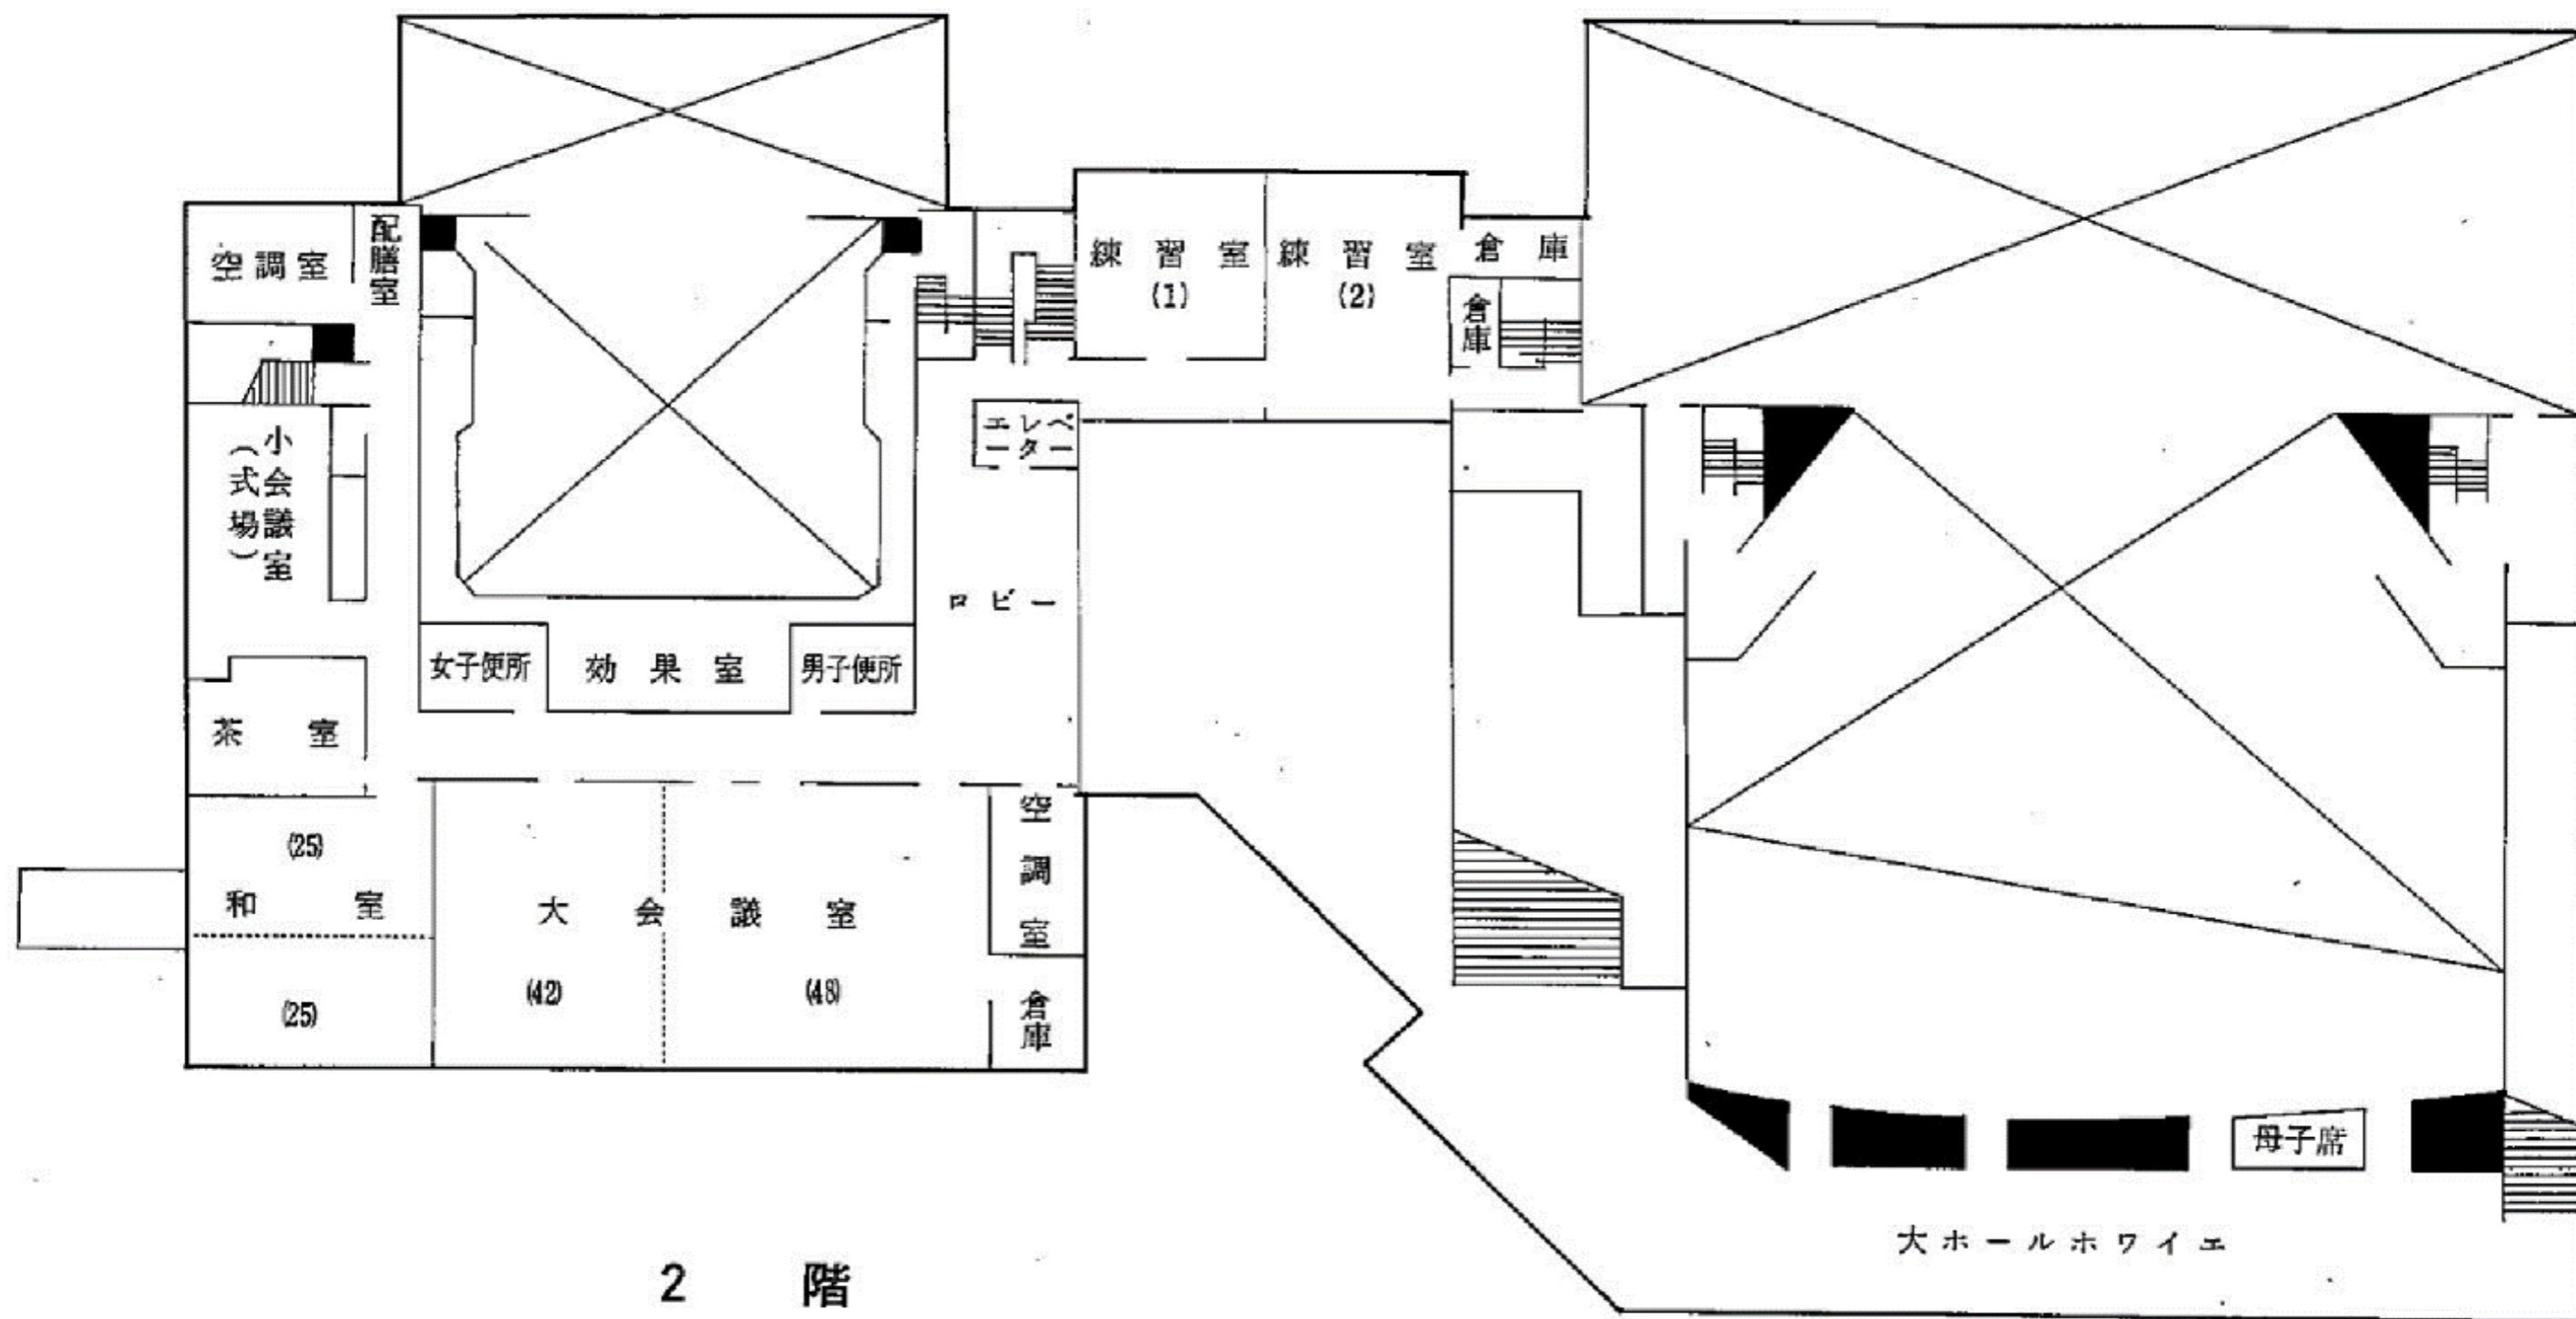 空調室
配膳室
練習室
(1)
練習室
(2)
倉庫
倉庫
エレベーター
小会議室
(式場)
ロビー
女子便所
効果室
男子便所
茶室
(25)
和室
(25)
大会議室
(42)
(48)
空調室
倉庫
母子席
大ホールホワイエ
2階